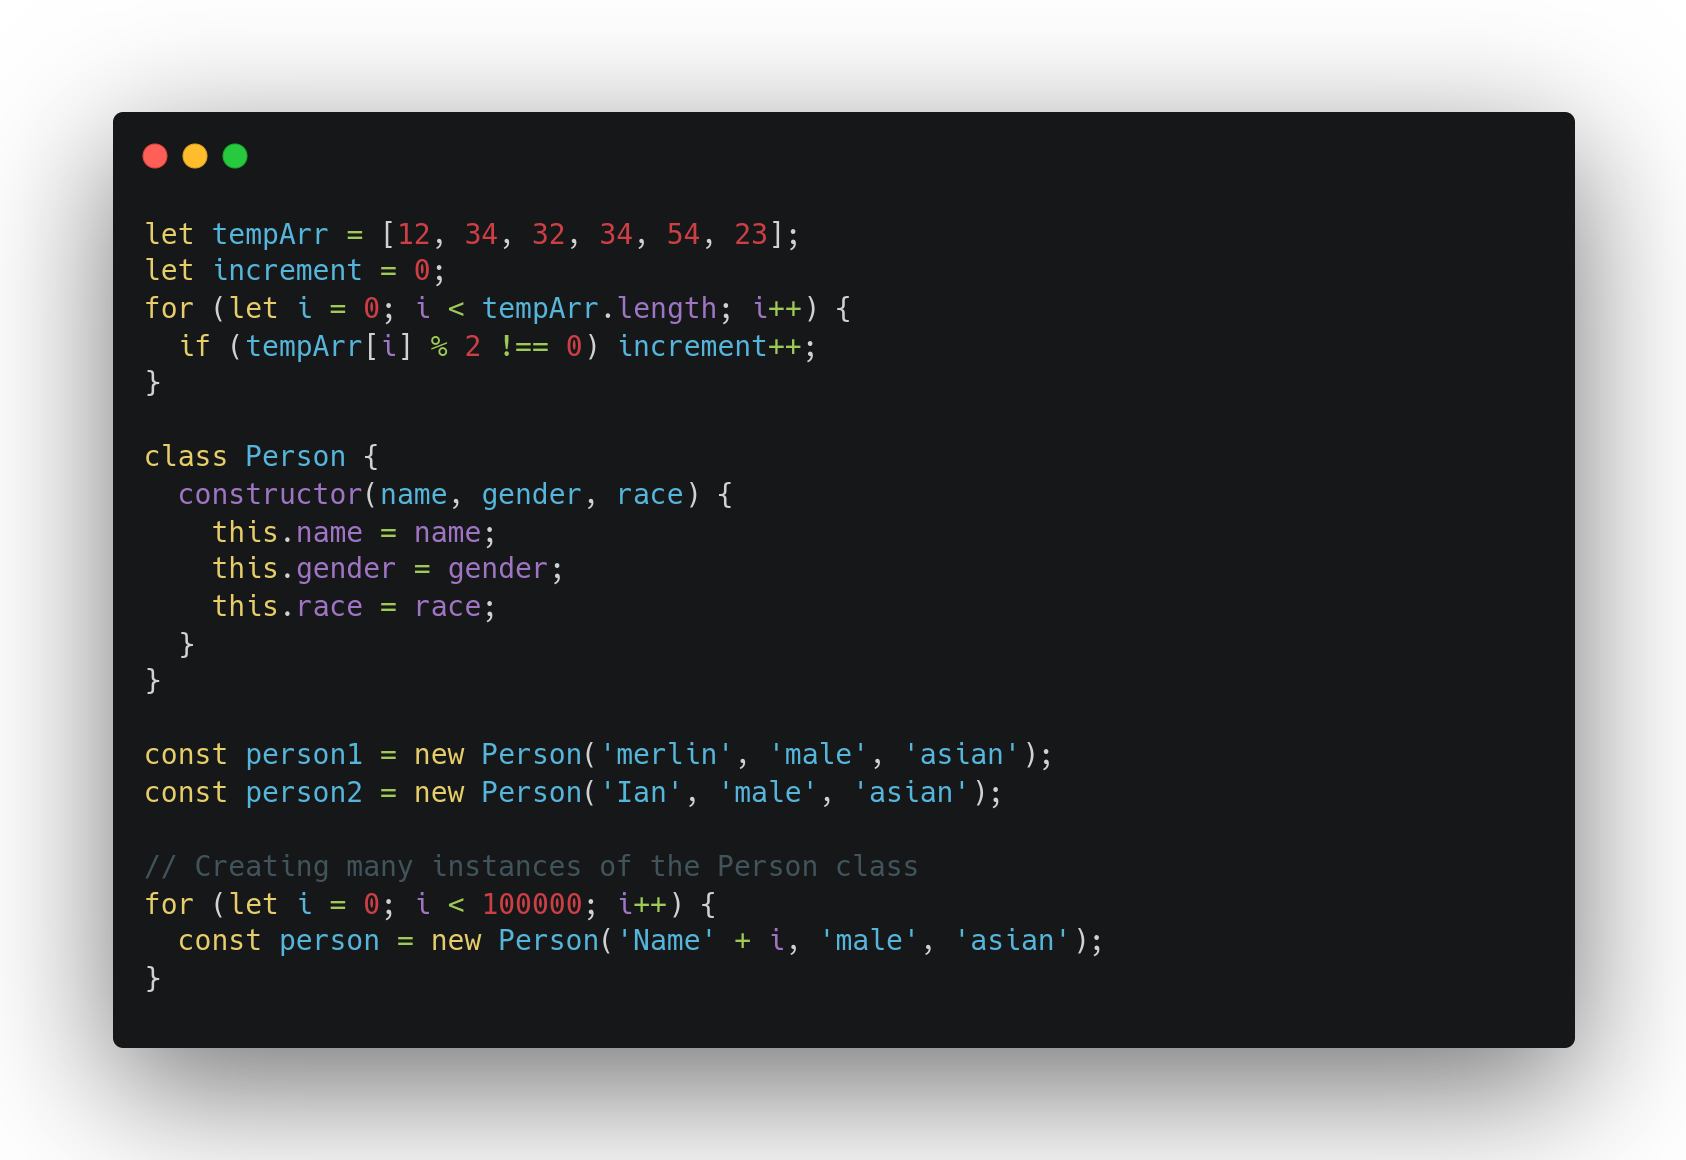 let tempArr = [12, 34, 32, 34, 54, 23];
let increment = 0;
for (let i = 0; i < tempArr.length; i++) {
  if (tempArr[i] % 2 !== 0) increment++;
}

class Person {
  constructor(name, gender, race) {
    this.name = name;
    this.gender = gender;
    this.race = race;
  }
}

const person1 = new Person('merlin', 'male', 'asian');
const person2 = new Person('Ian', 'male', 'asian');

// Creating many instances of the Person class
for (let i = 0; i < 100000; i++) {
  const person = new Person('Name' + i, 'male', 'asian');
}